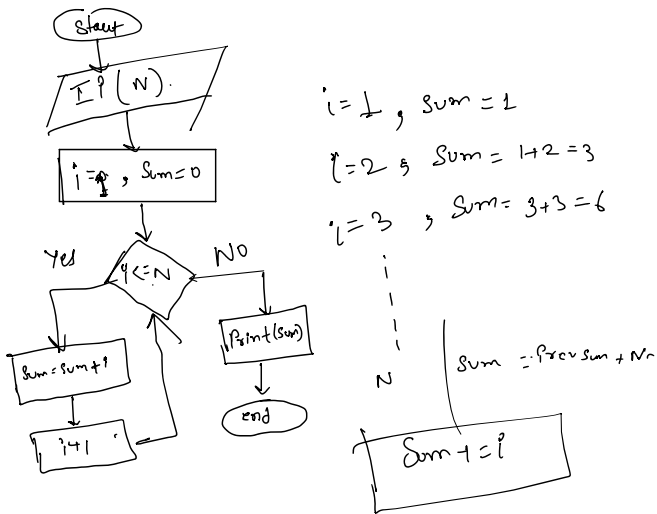 Start
IP (N).
i=1, Sum=0
Yes
NO
i<=N
Sum=Sum+i
i+1
Print(Sum)
end
i=1, Sum=1
i=2, Sum= 1+2=3
i=3, Sum= 3+3=6
N
Sum = Prev Sum + No
Sum+=i